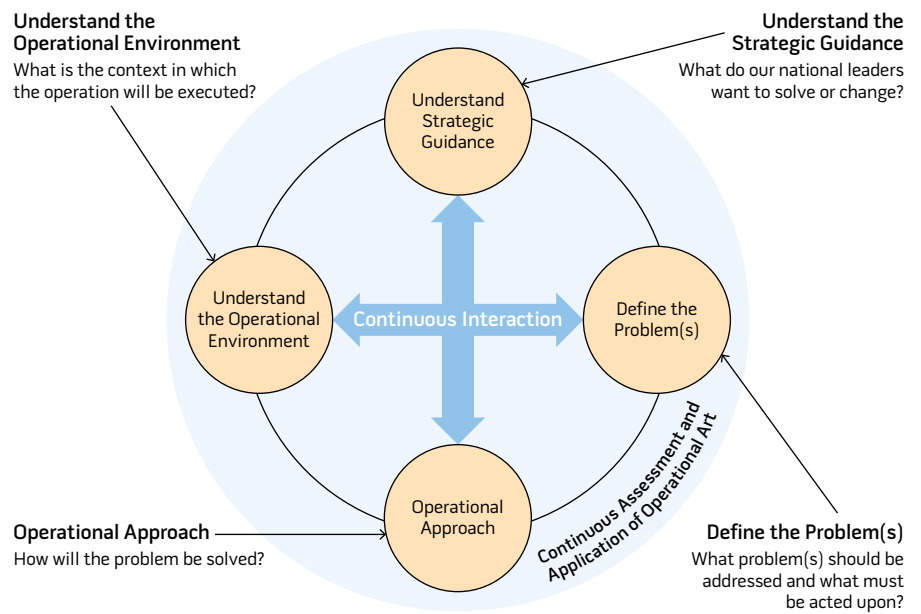 Understand the
Operational Environment
What is the context in which
the operation will be executed?
Understand the
Strategic Guidance
What do our national leaders
want to solve or change?
Understand
Strategic
Guidance
Understand
the Operational
Environment
Continuous Interaction
Define the
Problem(s)
Operational
Approach
Continuous Assessment and
Application of Operational Art
Operational Approach
How will the problem be solved?
Define the Problem(s)
What problem(s) should be
addressed and what must
be acted upon?